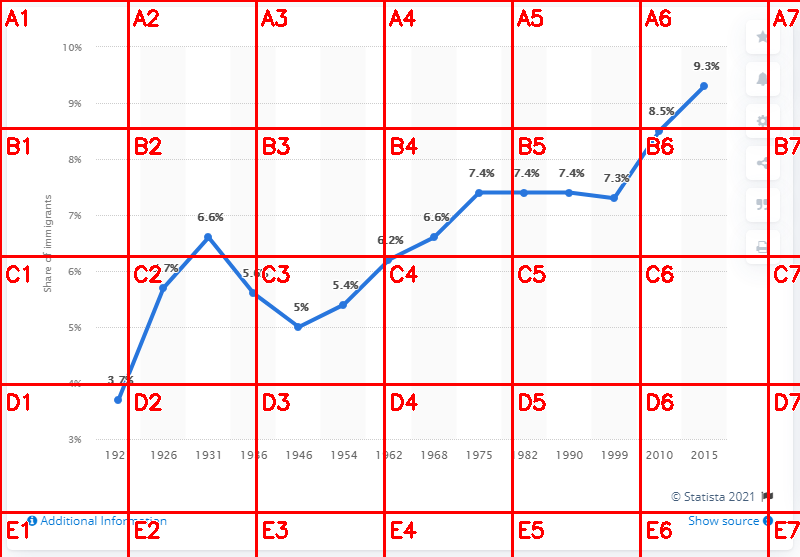 A1 A2 A3 A4 A5 A6 A7
10%
9.3%
9%
8.5%
B1 B2 B3 B4 B5 B6 B7
8%
7.4% 7.4% 7.4% 7.3%
7%
6.6% 6.6%
6.2%
Share of immigrants
C1 C2 C3 C4 C5 C6 C7
6%
5.4%
5%
5%
3.7%
4%
D1 D2 D3 D4 D5 D6 D7
3%
1926 1931 1946 1954 1962 1968 1975 1990 1999 2010 2015
© Statista 2021
Additional Information
Show source
E1 E2 E3 E4 E5 E6 E7